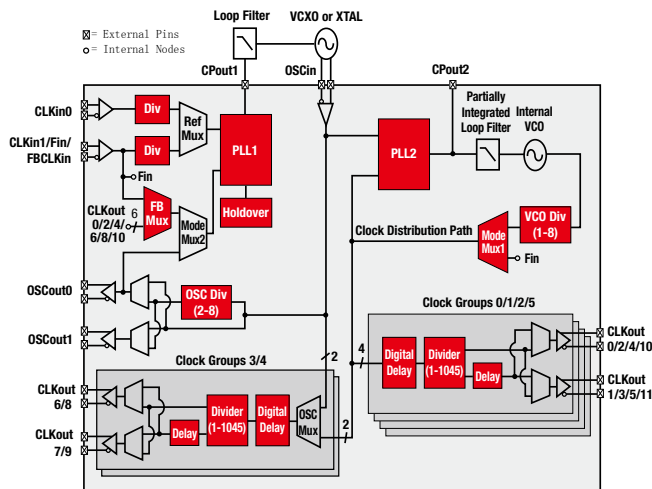 Loop Filter
VCXO or XTAL
= External Pins
= Internal Nodes
CPout1
OSCin
CPout2
CLKin0
Div
Ref
Mux
PLL1
PLL2
Partially
Integrated
Loop Filter
Internal
VCO
CLKin1/Fin/
FBCLKin
Div
Fin
Holdover
CLKout
0/2/4/
6/8/10
6
FB
Mux
Mode
Mux2
Clock Distribution Path
Mode
Mux1
VCO Div
(1-8)
Fin
OSCout0
OSC Div
(2-8)
OSCout1
Clock Groups 0/1/2/5
Clock Groups 3/4
2
4
Digital
Delay
Divider
(1-1045)
Delay
CLKout
0/2/4/10
CLKout
1/3/5/11
CLKout
6/8
CLKout
7/9
Delay
Divider
(1-1045)
Digital
Delay
OSC
Mux
2